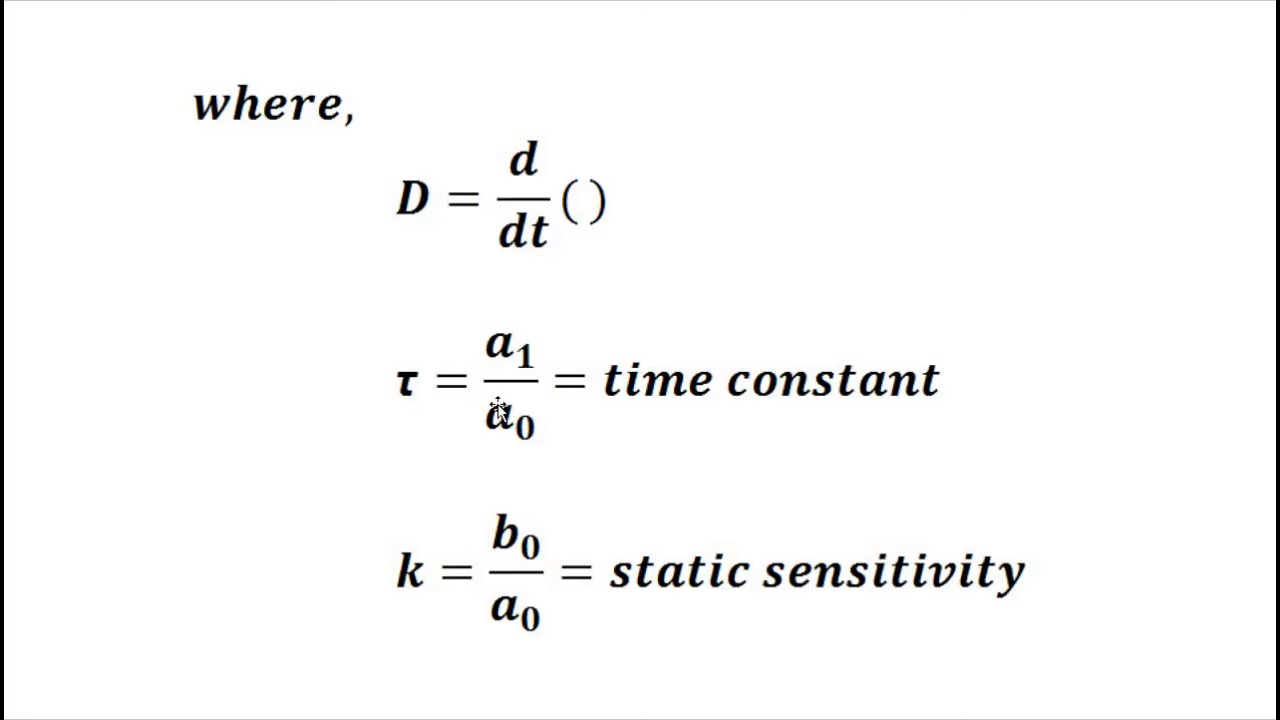 where,
D = d/dt ( )
τ = a₁/a₀ = time constant
k = b₀/a₀ = static sensitivity